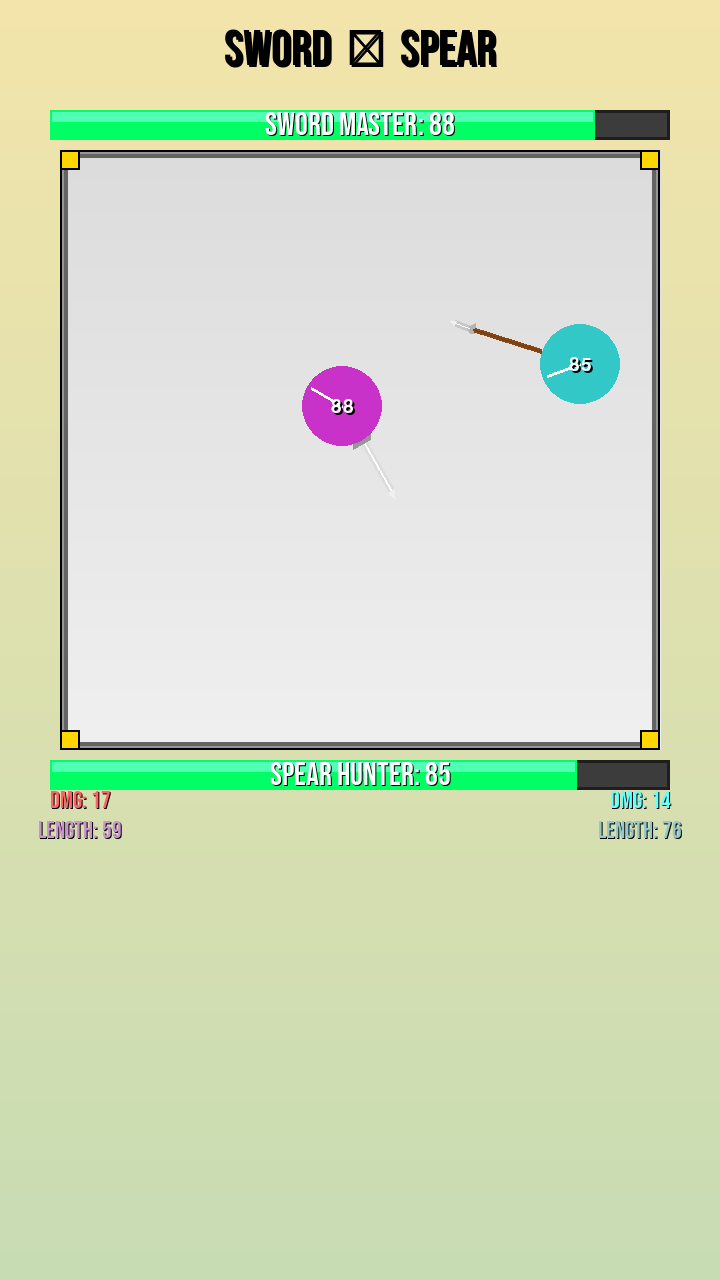 SWORD ☒ SPEAR
SWORD MASTER: 88
85
88
SPEAR HUNTER: 85
DMG: 17
DMG: 14
LENGTH: 59
LENGTH: 76